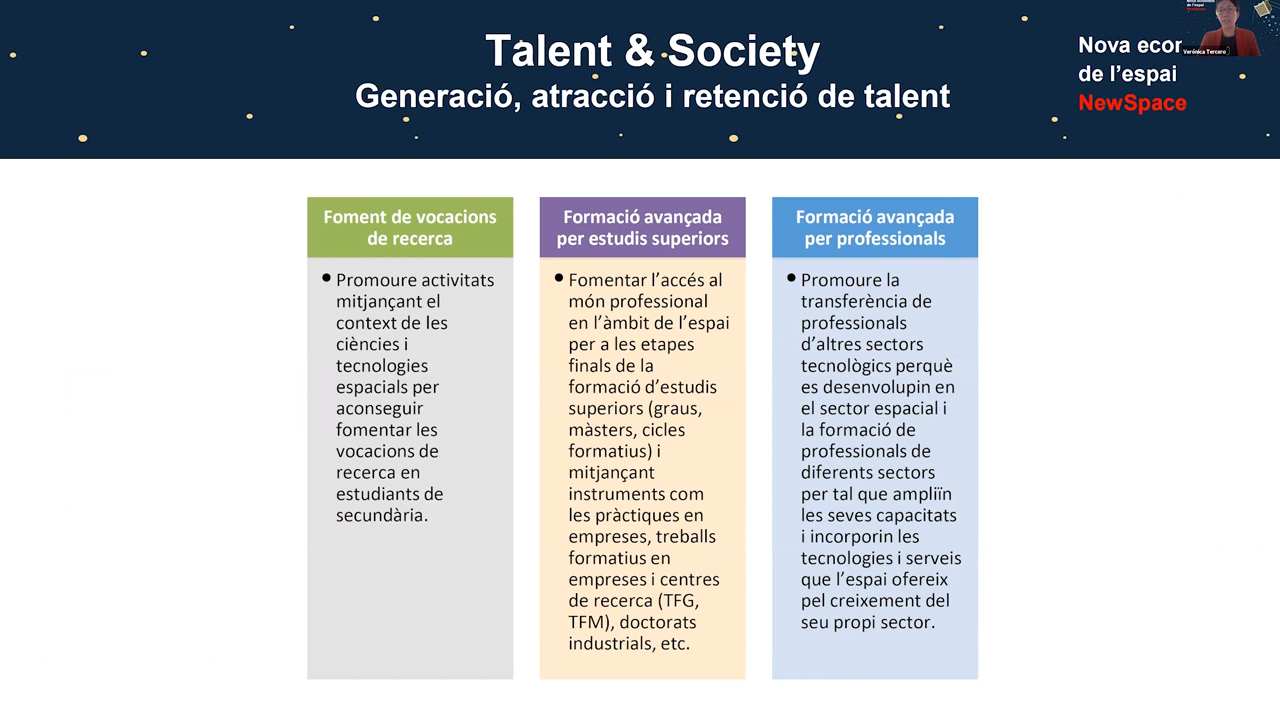 Talent & Society
Generació, atracció i retenció de talent
Nova econ
de l'espai
NewSpace
de l'espai
Verónica Tercero
Foment de vocacions
de recerca
Promoure activitats
mitjançant el
context de les
ciències i
tecnologies
espacials per
aconseguir
fomentar les
vocacions de
recerca en
estudiants de
secundària.
Formació avançada
per estudis superiors
Fomentar l'accés al
món professional
en l'àmbit de l'espai
per a les etapes
finals de la
formació d'estudis
superiors (graus,
màsters, cicles
formatius) i
mitjançant
instruments com
les pràctiques en
empreses, treballs
formatius en
empreses i centres
de recerca (TFG,
TFM), doctorats
industrials, etc.
Formació avançada
per professionals
Promoure la
transferència de
professionals
d'altres sectors
tecnològics perquè
es desenvolupin en
el sector espacial i
la formació de
professionals de
diferents sectors
per tal que ampliïn
les seves capacitats
i incorporin les
tecnologies i serveis
que l'espai ofereix
pel creixement del
seu propi sector.